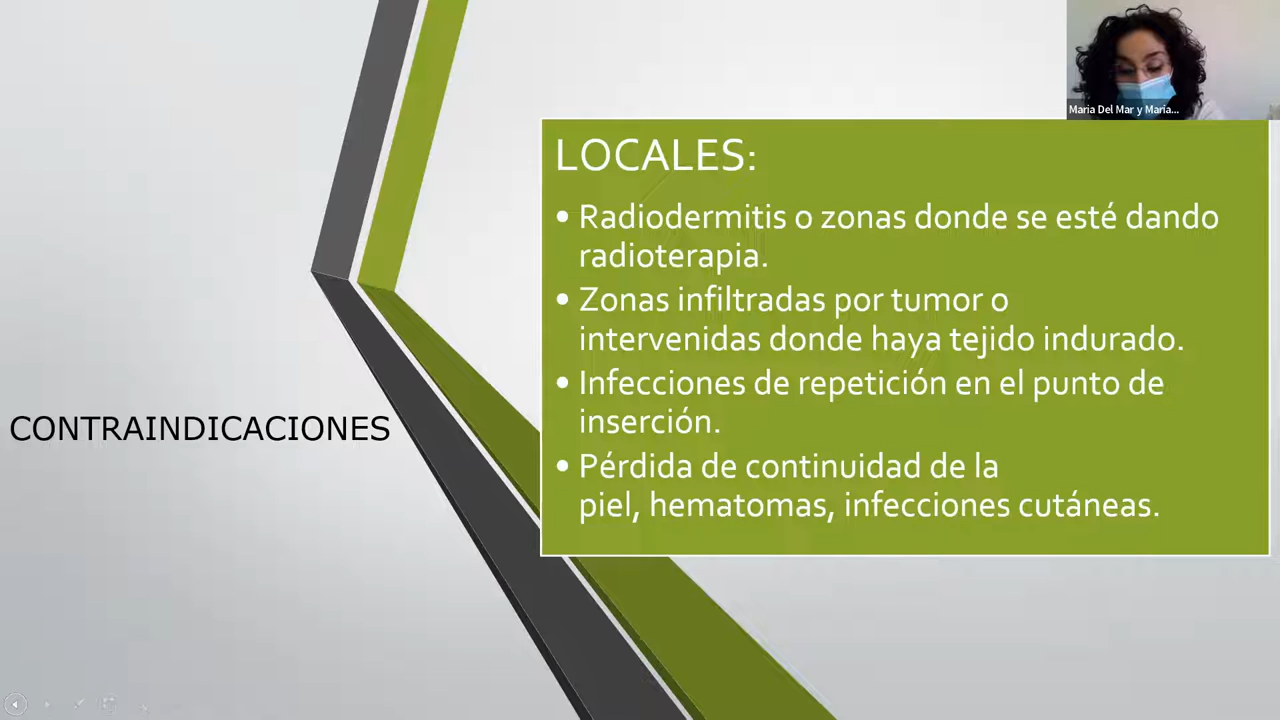 Maria Del Mar y María...
LOCALES:
• Radiodermitis o zonas donde se esté dando
radioterapia.
• Zonas infiltradas por tumor o
intervenidas donde haya tejido indurado.
• Infecciones de repetición en el punto de
inserción.
• Pérdida de continuidad de la
piel, hematomas, infecciones cutáneas.
CONTRAINDICACIONES